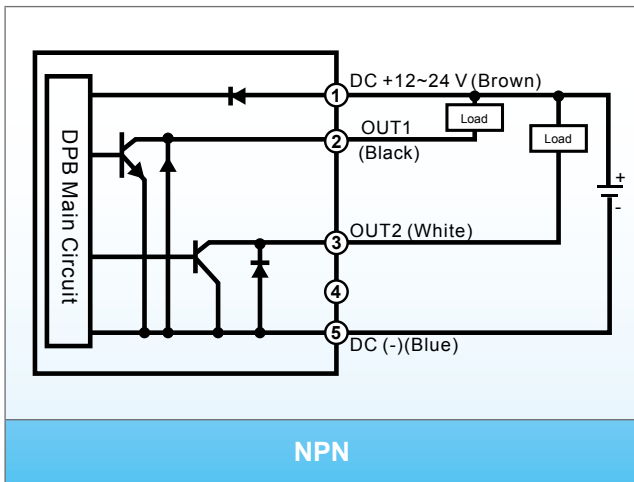 DC +12~24 V (Brown)
1
Load
OUT1
2
(Black)
Load
DPB Main Circuit
+
-
OUT2 (White)
3
4
5
DC (-)(Blue)
NPN